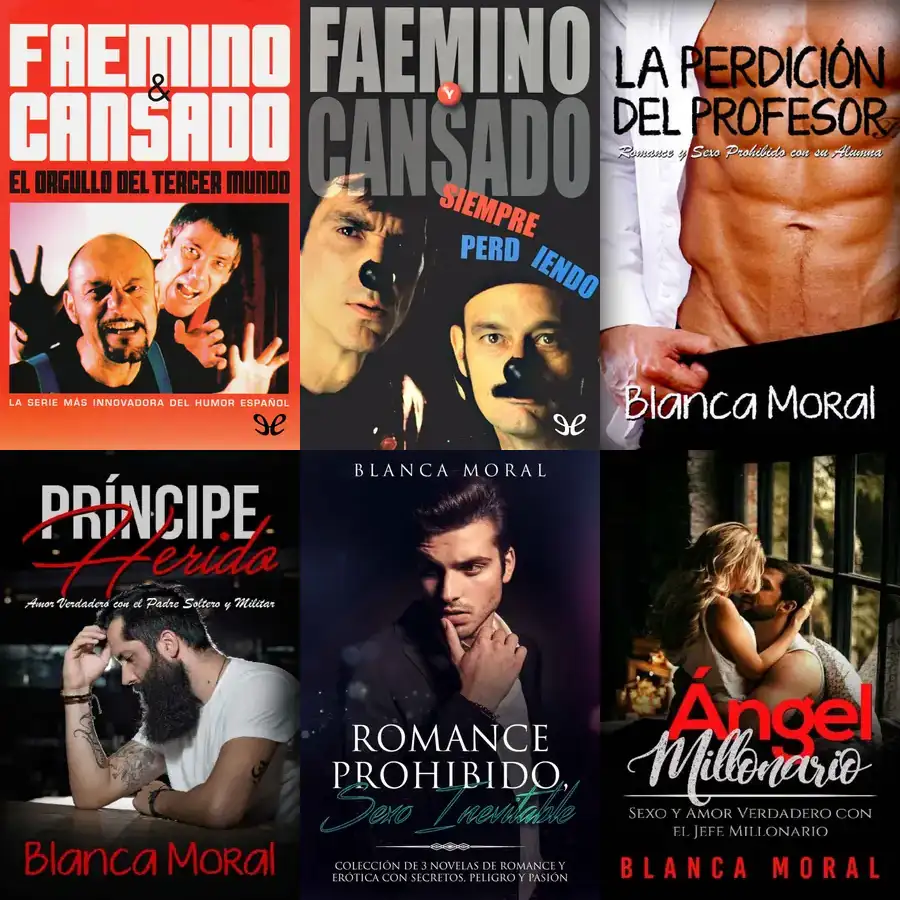 FAEMINO
&
CANSADO
EL ORGULLO DEL TERCER MUNDO
LA SERIE MÁS INNOVADORA DEL HUMOR ESPAÑOL
FAEMINO
Y
CANSADO
SIEMPRE
PERD IENDO
LA PERDICIÓN
DEL PROFESOR
Romance y Sexo Prohibido con su Alumna
Blanca Moral
PRÍNCIPE
Herido
Amor Verdadero con el Padre Soltero y Militar
Blanca Moral
BLANCA MORAL
ROMANCE
PROHIBIDO,
Sexo Inevitable
COLECCIÓN DE 3 NOVELAS DE ROMANCE Y
ERÓTICA CON SECRETOS, PELIGRO Y PASIÓN
Ángel
Millonario
SEXO Y AMOR VERDADERO CON
EL JEFE MILLONARIO
BLANCA MORAL